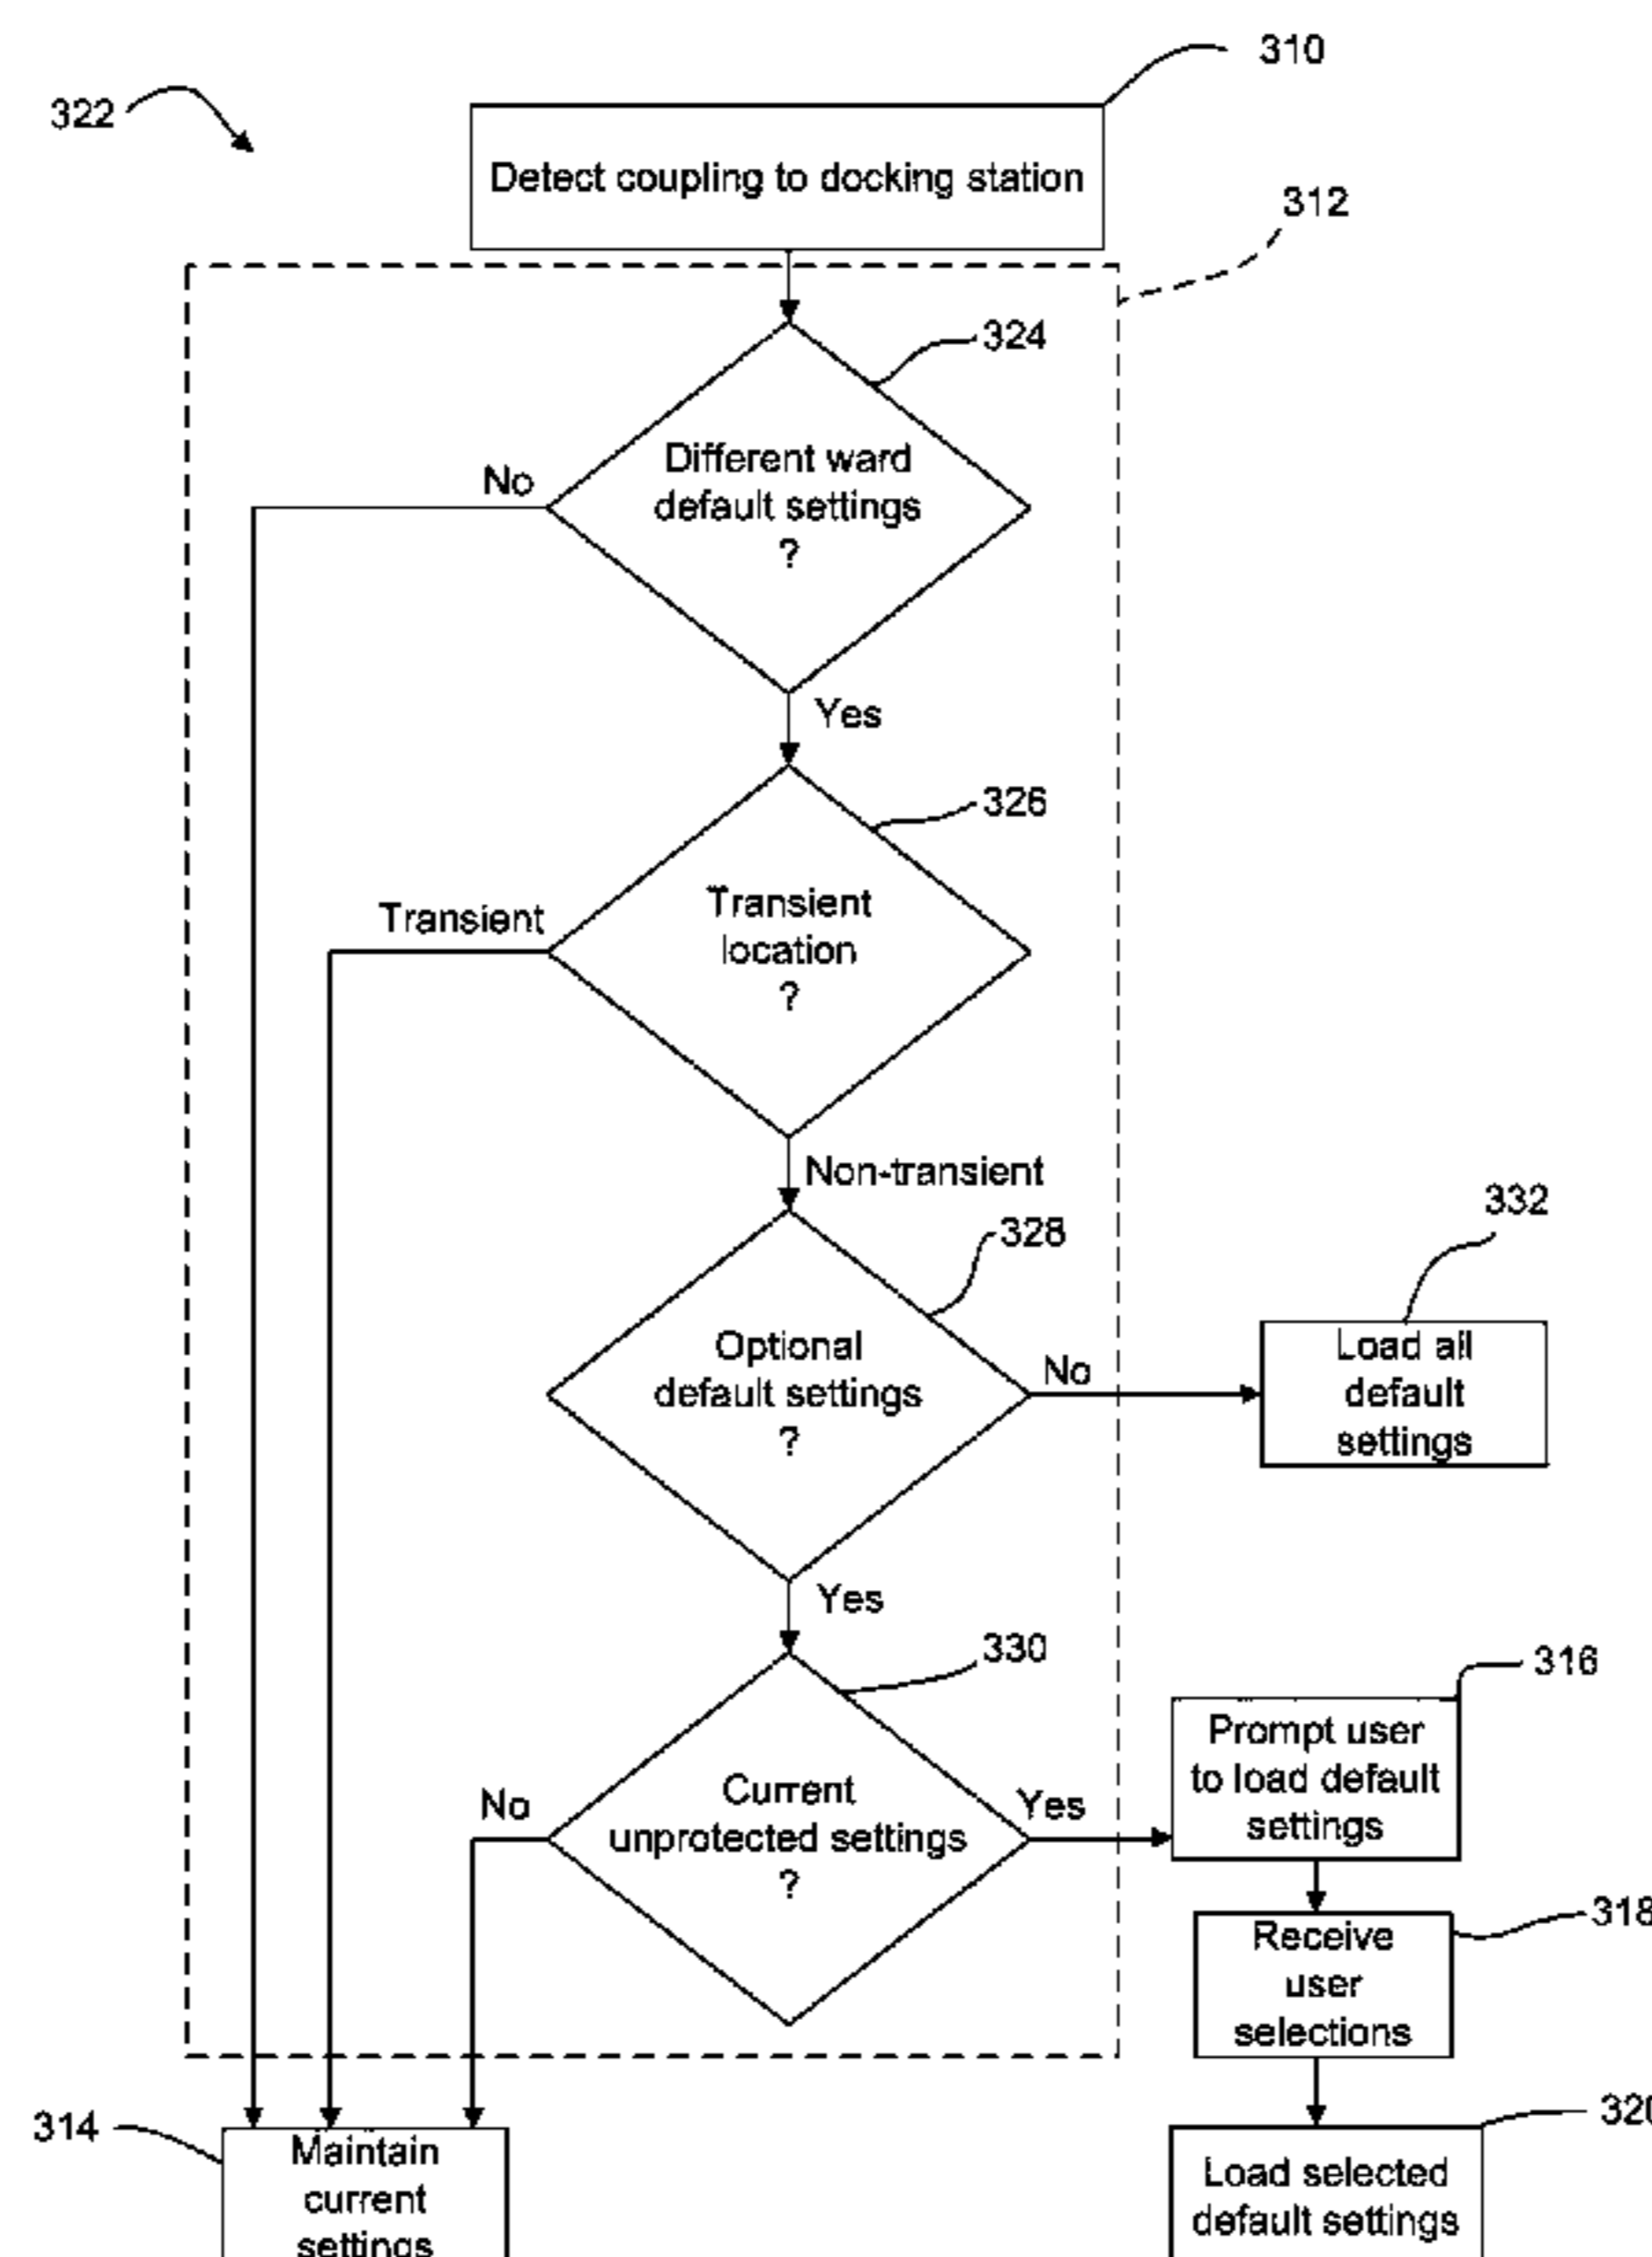 310
322
Detect coupling to docking station
312
324
Different ward
default settings
?
No
Yes
326
Transient
location
?
Transient
Non-transient
332
328
Optional
default settings
?
No
Load all
default
settings
Yes
330
316
Prompt user
to load default
settings
Current
unprotected settings
?
No
Yes
318
Receive
user
selections
314
320
Maintain
current
settings
Load selected
default settings